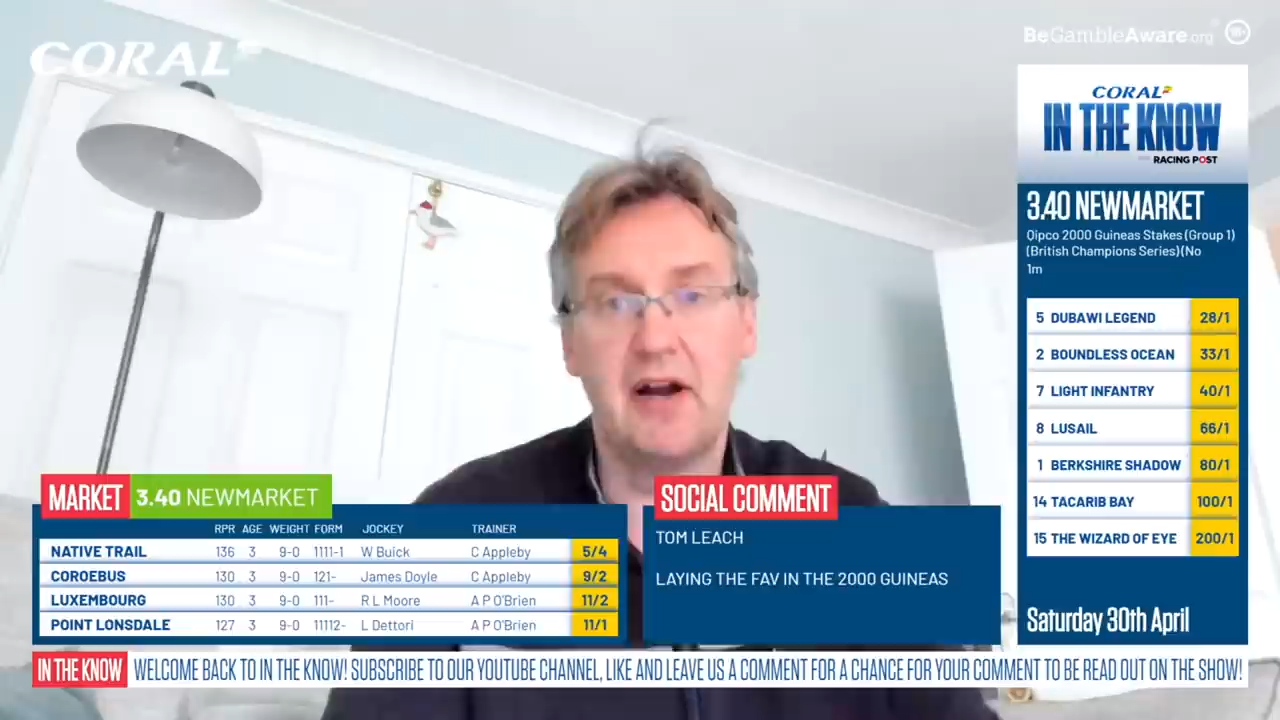 CORAL
BeGambleAware.org 18+
CORAL
IN THE KNOW
RACING POST
3.40 NEWMARKET
Qipco 2000 Guineas Stakes (Group 1)
(British Champions Series)(No
1m
5 DUBAWI LEGEND 28/1
2 BOUNDLESS OCEAN 33/1
7 LIGHT INFANTRY 40/1
8 LUSAIL 66/1
1 BERKSHIRE SHADOW 80/1
14 TACARIB BAY 100/1
15 THE WIZARD OF EYE 200/1
Saturday 30th April
MARKET 3.40 NEWMARKET
RPR AGE WEIGHT FORM JOCKEY TRAINER
NATIVE TRAIL 136 3 9-0 1111-1 W Buick C Appleby 5/4
COROEBUS 130 3 9-0 121- James Doyle C Appleby 9/2
LUXEMBOURG 130 3 9-0 111- R L Moore A P O'Brien 11/2
POINT LONSDALE 127 3 9-0 11112- L Dettori A P O'Brien 11/1
SOCIAL COMMENT
TOM LEACH
LAYING THE FAV IN THE 2000 GUINEAS
IN THE KNOW WELCOME BACK TO IN THE KNOW! SUBSCRIBE TO OUR YOUTUBE CHANNEL, LIKE AND LEAVE US A COMMENT FOR A CHANCE FOR YOUR COMMENT TO BE READ OUT ON THE SHOW!